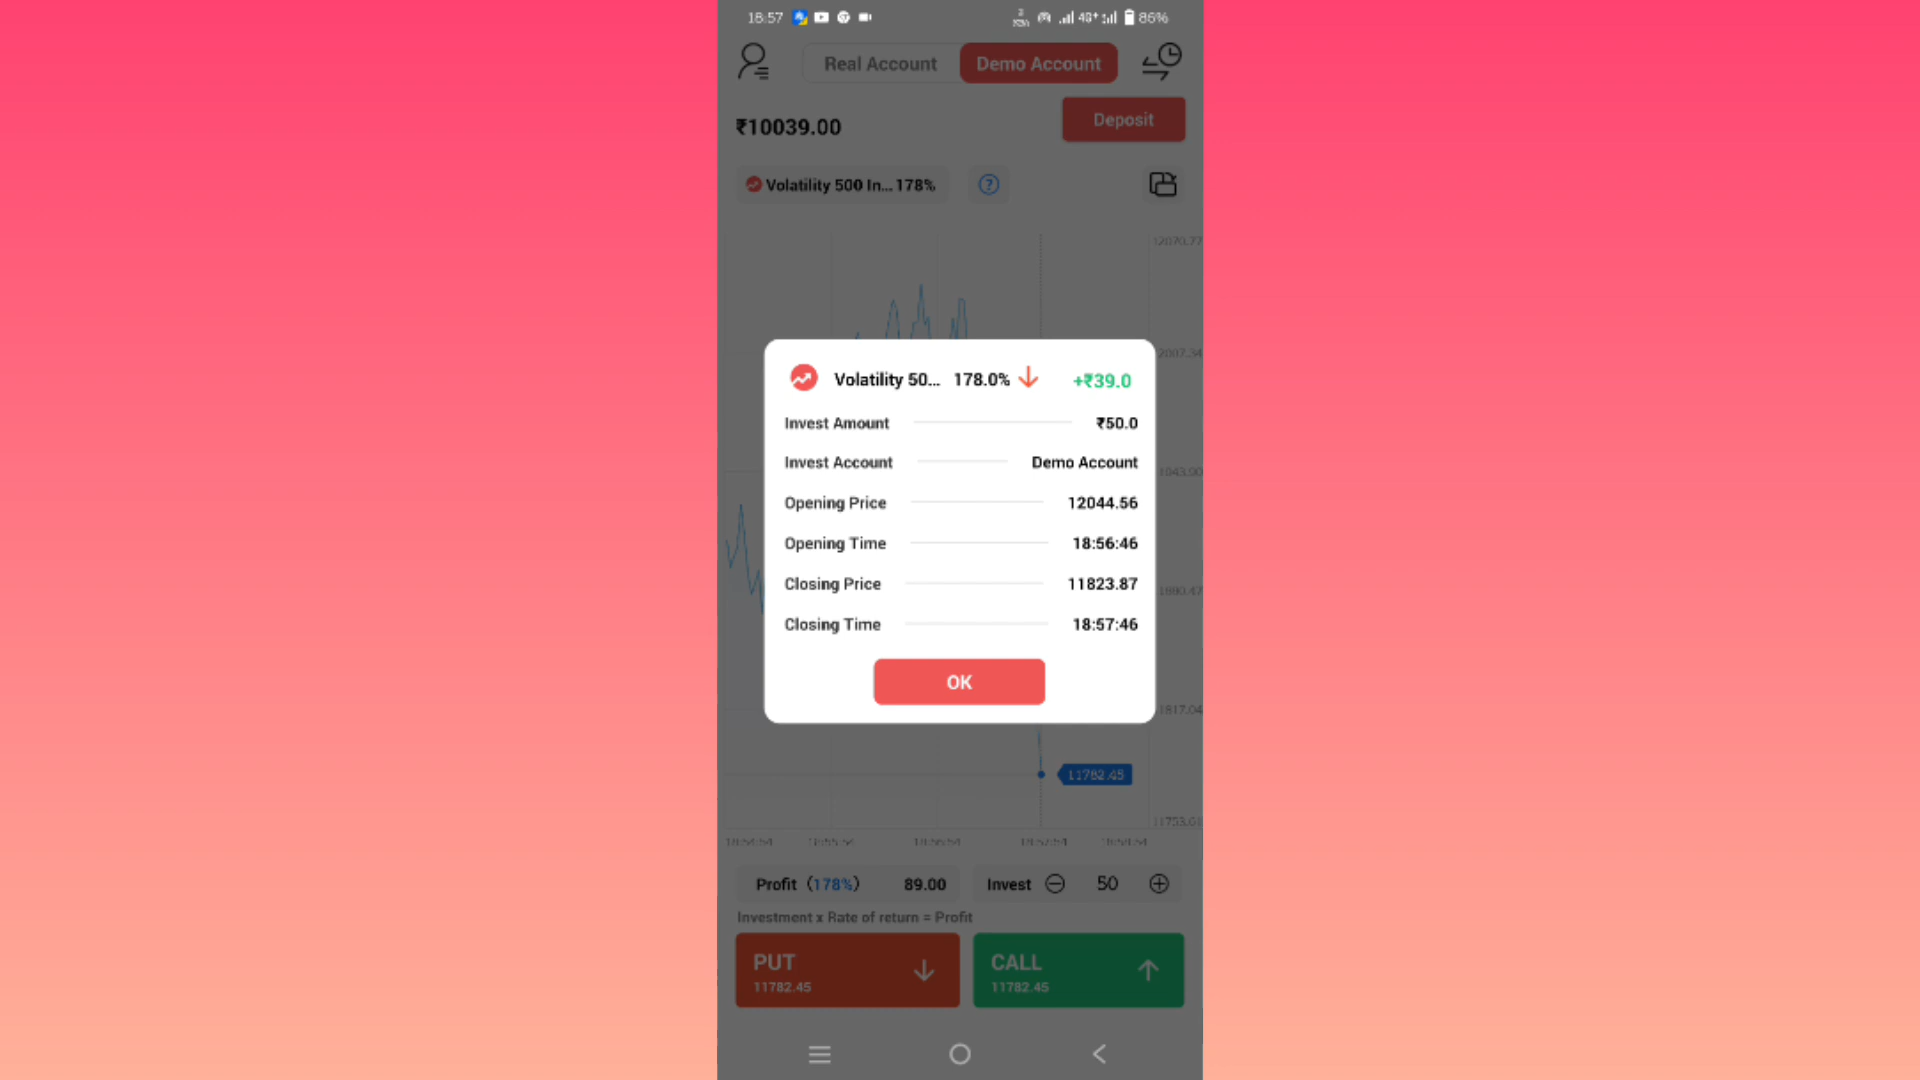 18:57 4G+ 86%
Real Account Demo Account
₹10039.00 Deposit
Volatility 500 In... 178%
12070.77
Volatility 50... 178.0% +₹39.0
Invest Amount ₹50.0
Invest Account Demo Account
Opening Price 12044.56
Opening Time 18:56:46
Closing Price 11823.87
Closing Time 18:57:46
OK
11782.45
Profit (178%) 89.00 Invest 50
Investment x Rate of return = Profit
PUT CALL
11782.45 11782.45